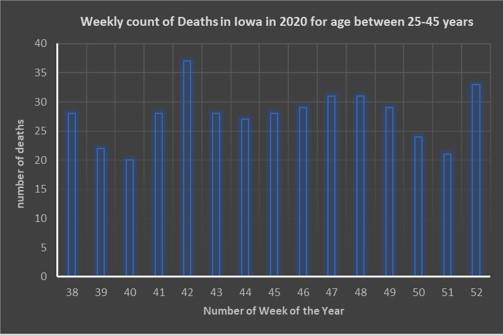 Weekly count of Deaths in Iowa in 2020 for age between 25-45 years
40
35
30
25
20
15
10
5
0
number of deaths
38 39 40 41 42 43 44 45 46 47 48 49 50 51 52
Number of Week of the Year